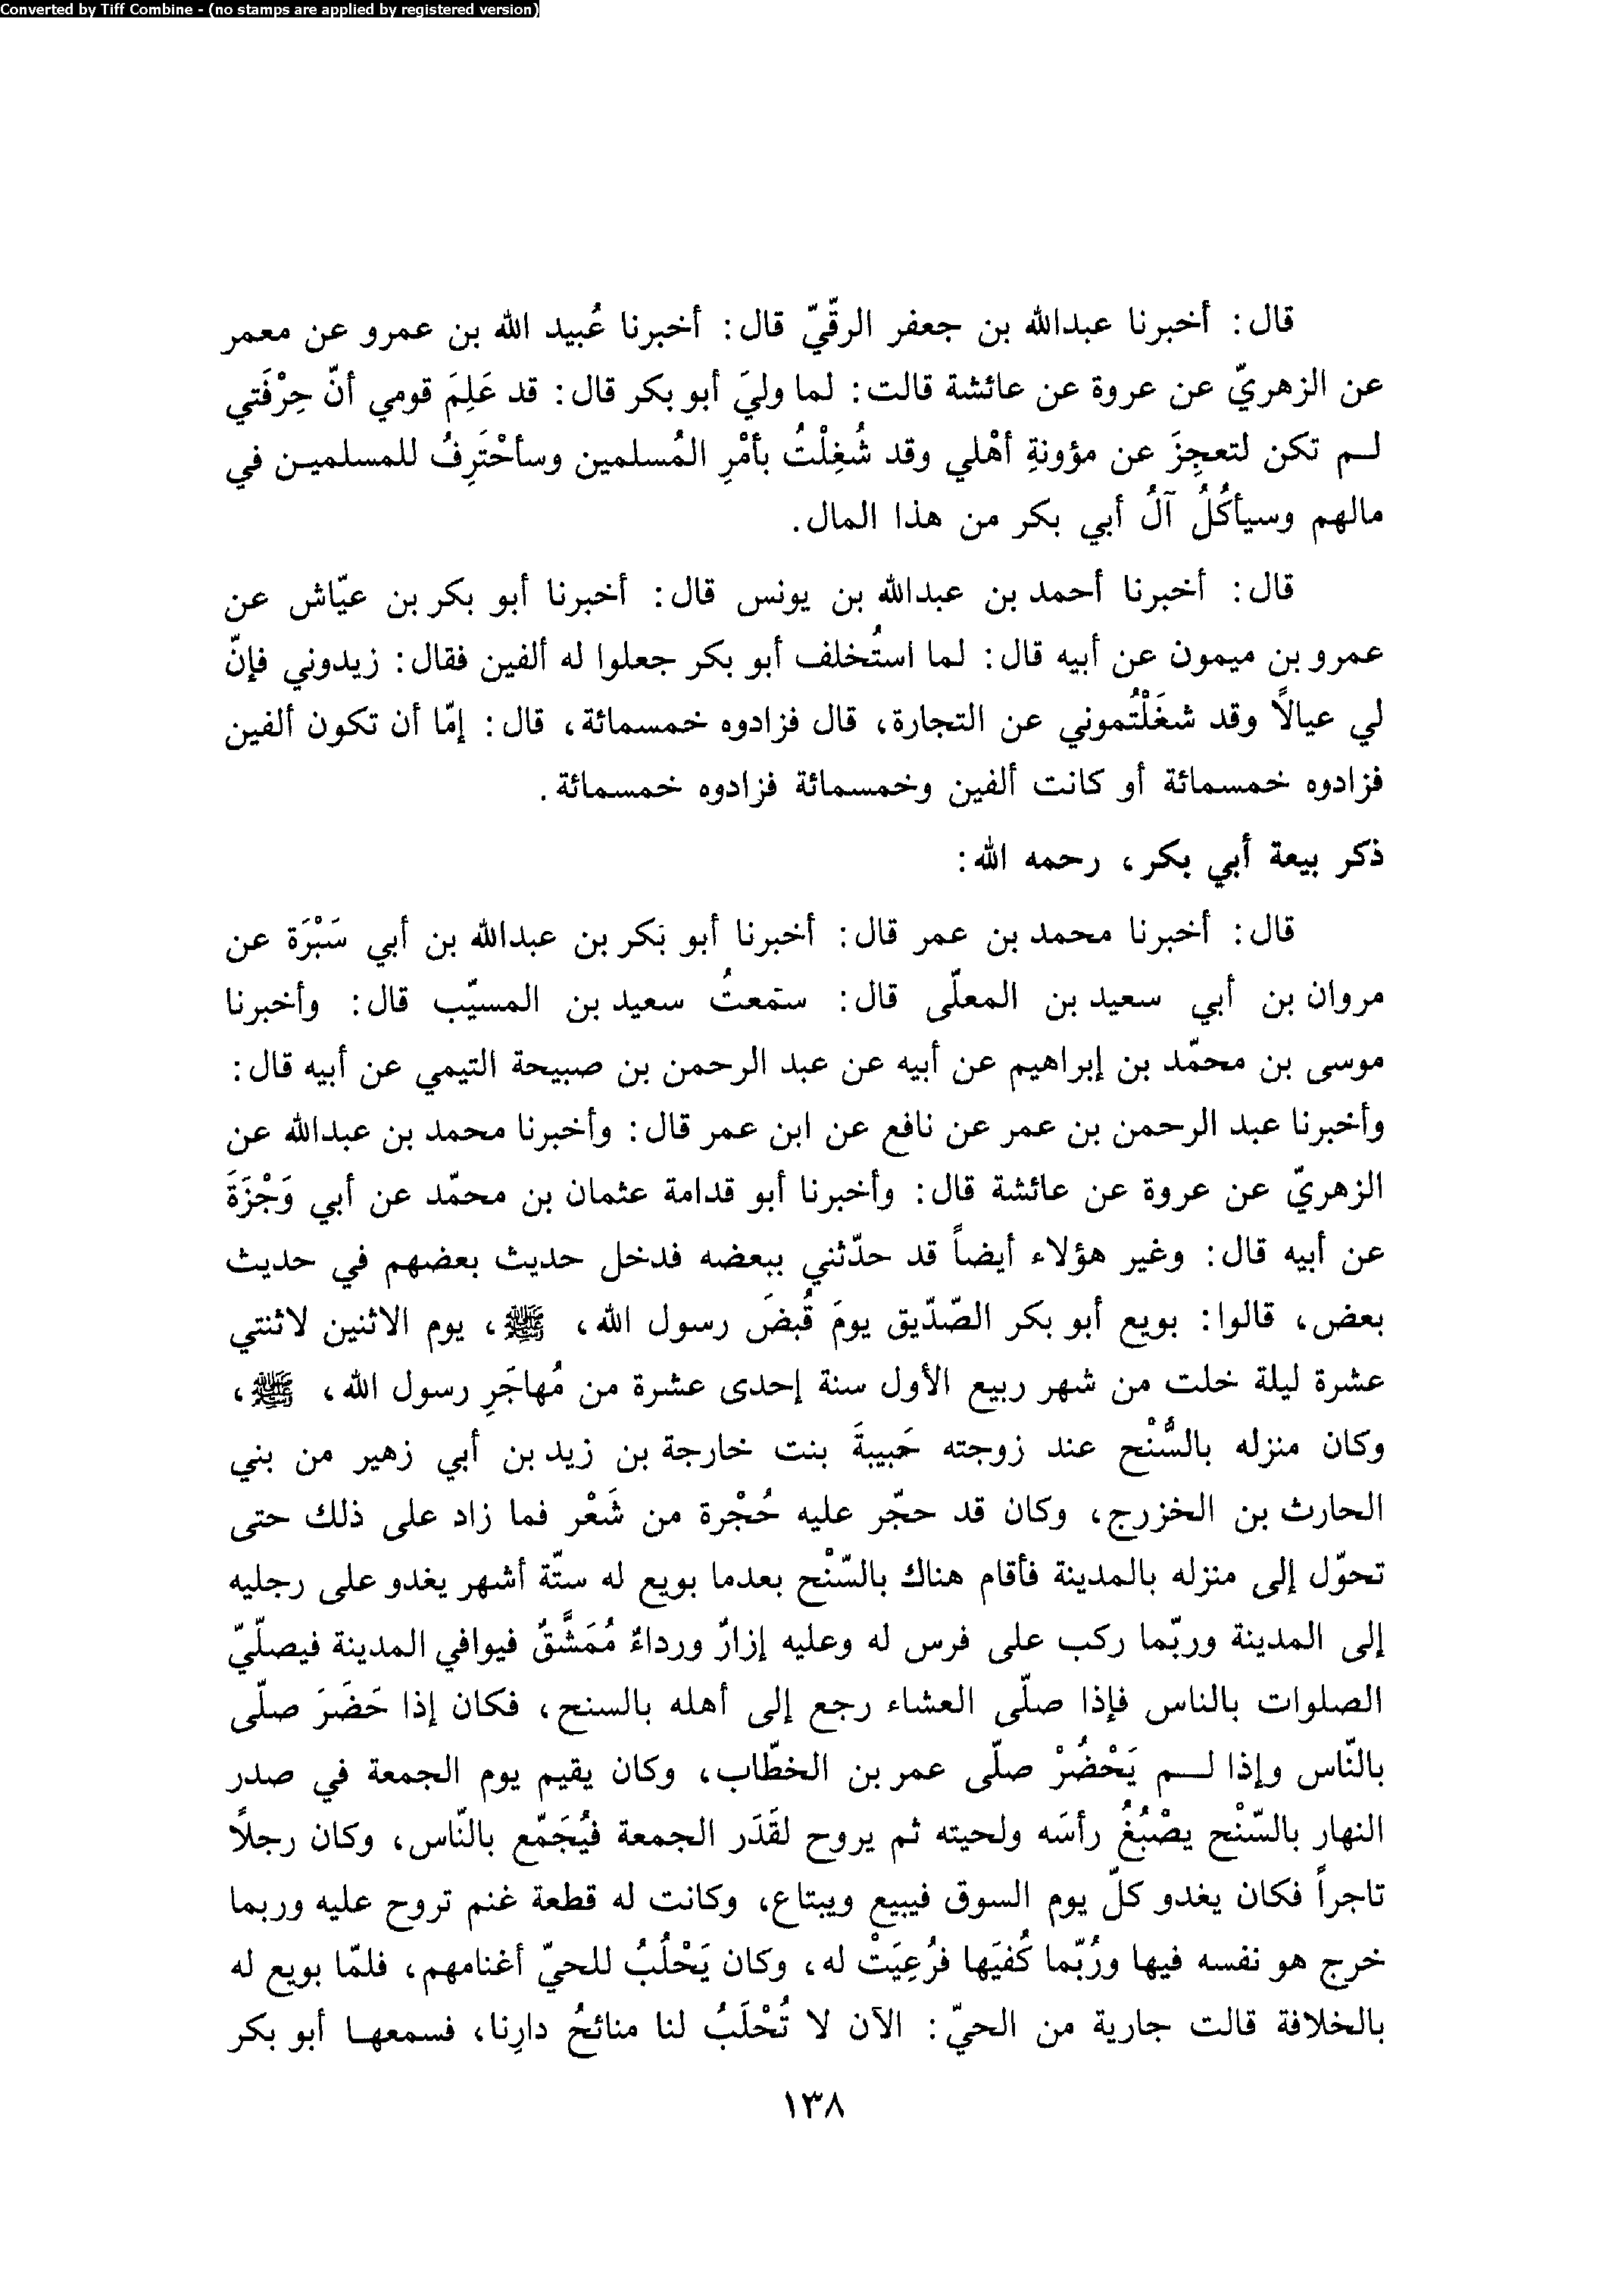 Converted by Tiff Combine - (no stamps are applied by registered version)
قال: أخبرنا عبدالله بن جعفر الرقّيّ قال: أخبرنا عُبيد الله بن عمرو عن معمر
عن الزهريّ عن عروة عن عائشة قالت: لما وليَ أبو بكر قال: قد عَلِمَ قومي أنّ حِرْفَتي
لـم تكن لتعجِزَ عن مؤونةِ أهْلي وقد شُغِلْتُ بأمْرِ المُسلمين وسأحْتَرِفُ للمسلميـن في
مالهم وسيأكُلُ آلُ أبي بكر من هذا المال.
قال: أخبرنا أحمد بن عبدالله بن يونس قال: أخبرنا أبو بكر بن عيّاش عن
عمرو بن ميمون عن أبيه قال: لما استُخلف أبو بكر جعلوا له ألفين فقال: زيدوني فإنّ
لي عيالًا وقد شغَلْتُموني عن التجارة، قال فزادوه خمسمائة، قال: إمّا أن تكون ألفين
فزادوه خمسمائة أو كانت ألفين وخمسمائة فزادوه خمسمائة.
ذكر بيعة أبي بكر، رحمه الله:
قال: أخبرنا محمد بن عمر قال: أخبرنا أبو بَكر بن عبدالله بن أبي سَبْرَة عن
مروان بن أبي سعيد بن المعلّى قال: سمعتُ سعيد بن المسيّب قال: وأخبرنا
موسى بن محمّد بن إبراهيم عن أبيه عن عبد الرحمن بن صبيحة التيمي عن أبيه قال:
وأخبرنا عبد الرحمن بن عمر عن نافع عن ابن عمر قال: وأخبرنا محمد بن عبدالله عن
الزهريّ عن عروة عن عائشة قال: وأخبرنا أبو قدامة عثمان بن محمّد عن أبي وَجْزَةَ
عن أبيه قال: وغير هؤلاء أيضاً قد حدّثني ببعضه فدخل حديث بعضهم في حديث
بعض، قالوا: بويع أبو بكر الصّدّيق يومَ قُبضَ رسول الله، ﷺ، يوم الاثنين لاثنتي
عشرة ليلة خلت من شهر ربيع الأول سنة إحدى عشرة من مُهاجَرِ رسول الله، ﷺ،
وكان منزله بالسُّنْح عند زوجته حَبيبةَ بنت خارجة بن زيد بن أبي زهير من بني
الحارث بن الخزرج، وكان قد حجّر عليه حُجْرة من شَعْر فما زاد على ذلك حتى
تحوّل إلى منزله بالمدينة فأقام هناك بالسّنْح بعدما بويع له ستّة أشهر يغدو على رجليه
إلى المدينة وربّما ركب على فرس له وعليه إزارٌ ورداءٌ مُمَشَّقٌ فيوافي المدينة فيصلّيّ
الصلوات بالناس فإذا صلّى العشاء رجع إلى أهله بالسنح، فكان إذا حَضَرَ صلّى
بالنّاس وإذا لـــم يَحْضُرْ صلّى عمر بن الخطّاب، وكان يقيم يوم الجمعة في صدر
النهار بالسّنْح يصْبُغُ رأسَه ولحيته ثم يروح لقَدَر الجمعة فيُجَمّع بالنّاس، وكان رجلًا
تاجراً فكان يغدو كلّ يوم السوق فيبيع ويبتاع، وكانت له قطعة غنم تروح عليه وربما
خرج هو نفسه فيها ورُبّما كُفيَها فرُعِيَتْ له، وكان يَحْلُبُ للحيّ أغنامهم، فلمّا بويع له
بالخلافة قالت جارية من الحيّ: الآن لا تُحْلَبُ لنا منائحُ دارِنا، فسمعهـا أبو بكر
١٣٨